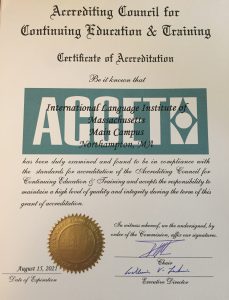 Accrediting Council for
Continuing Education & Training
Certificate of Accreditation
Be it known that
ACCET
International Language Institute of
Massachusetts
Main Campus
Northampton, MA
has been duly examined and found to be in compliance with
the standards for accreditation of the Accrediting Council for
Continuing Education & Training and accepts the responsibility to
maintain a high level of quality and integrity during the term of this
grant of accreditation.
In witness whereof, we the undersigned, by
order of the Commission, affix our signatures.
Chair
August 15, 2021
Date of Expiration
Executive Director